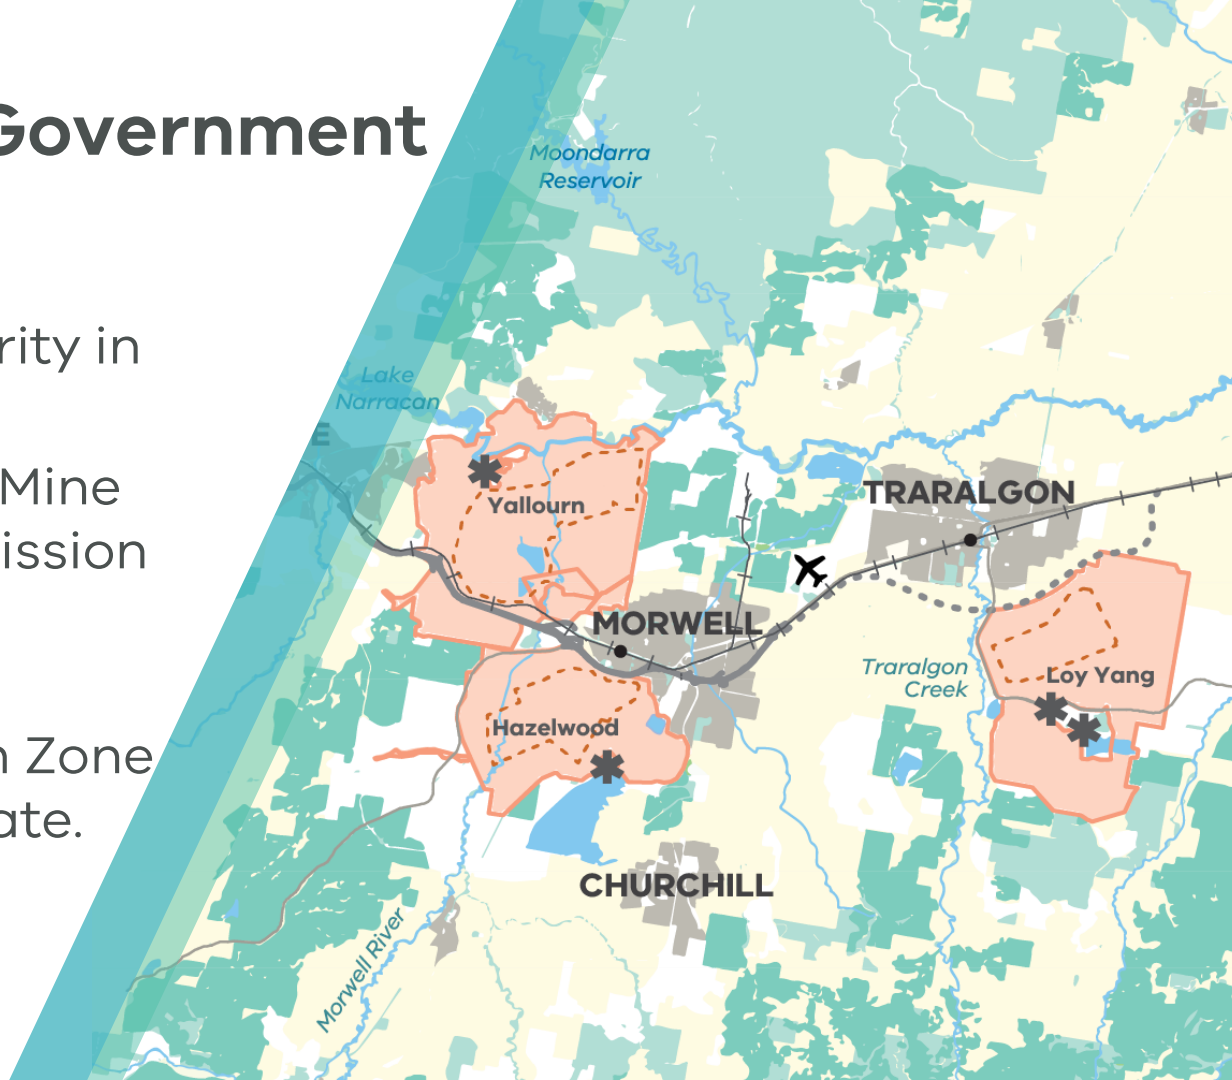 Government
rity in
Mine
ission
n Zone
ate.
Moondarra
Reservoir
Lake
Narracan
E
Yallourn
TRARALGON
MORWELL
Traralgon
Creek
Loy Yang
Hazelwood
CHURCHILL
Morwell River